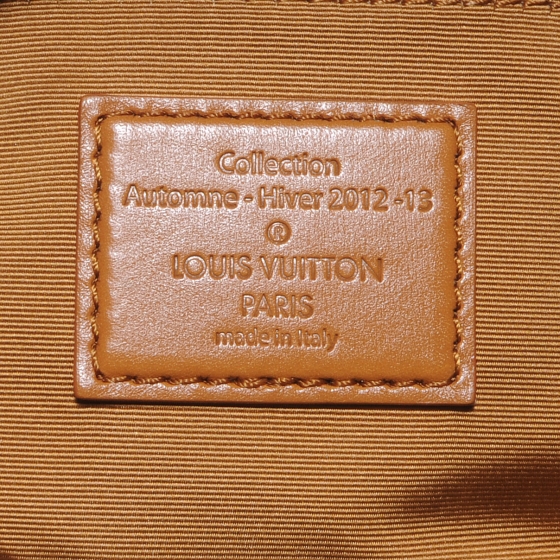 Collection
Automne - Hiver 2012 -13
®
LOUIS VUITTON
PARIS
made in Italy